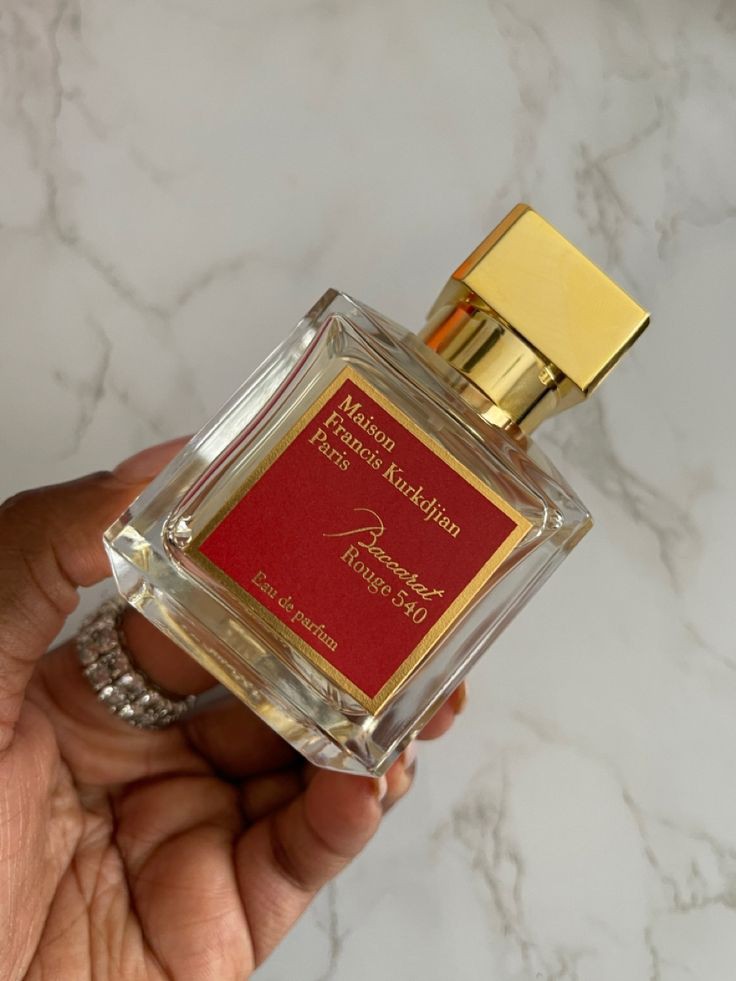 Maison
Francis Kurkdjian
Paris
Baccarat
Rouge 540
Eau de parfum